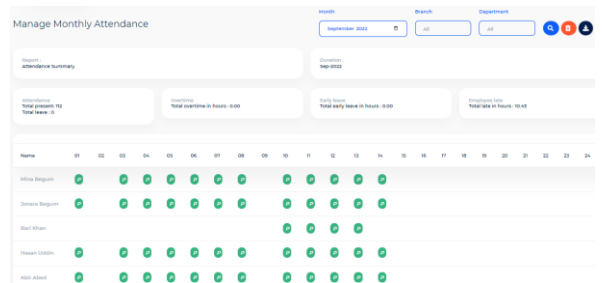 Month
Branch
Department
Manage Monthly Attendance
September 2022
All
All
Report :
Attendance Summary
Duration :
Sep-2022
Attendance
Total present: 112
Total leave : 0
Overtime
Total overtime in hours : 0.00
Early leave
Total early leave in hours : 0.00
Employee late
Total late in hours : 10.43
Name 01 02 03 04 05 06 07 08 09 10 11 12 13 14 15 16 17 18 19 20 21 22 23 24
Mina Begum P P P P P P P P P P P P
Jonara Begum P P P P P P P P P P P P
Bari Khan P P P P
Hasan Uddin P P P P P P P P P P P P
Abir Abed P P P P P P P P P P P P